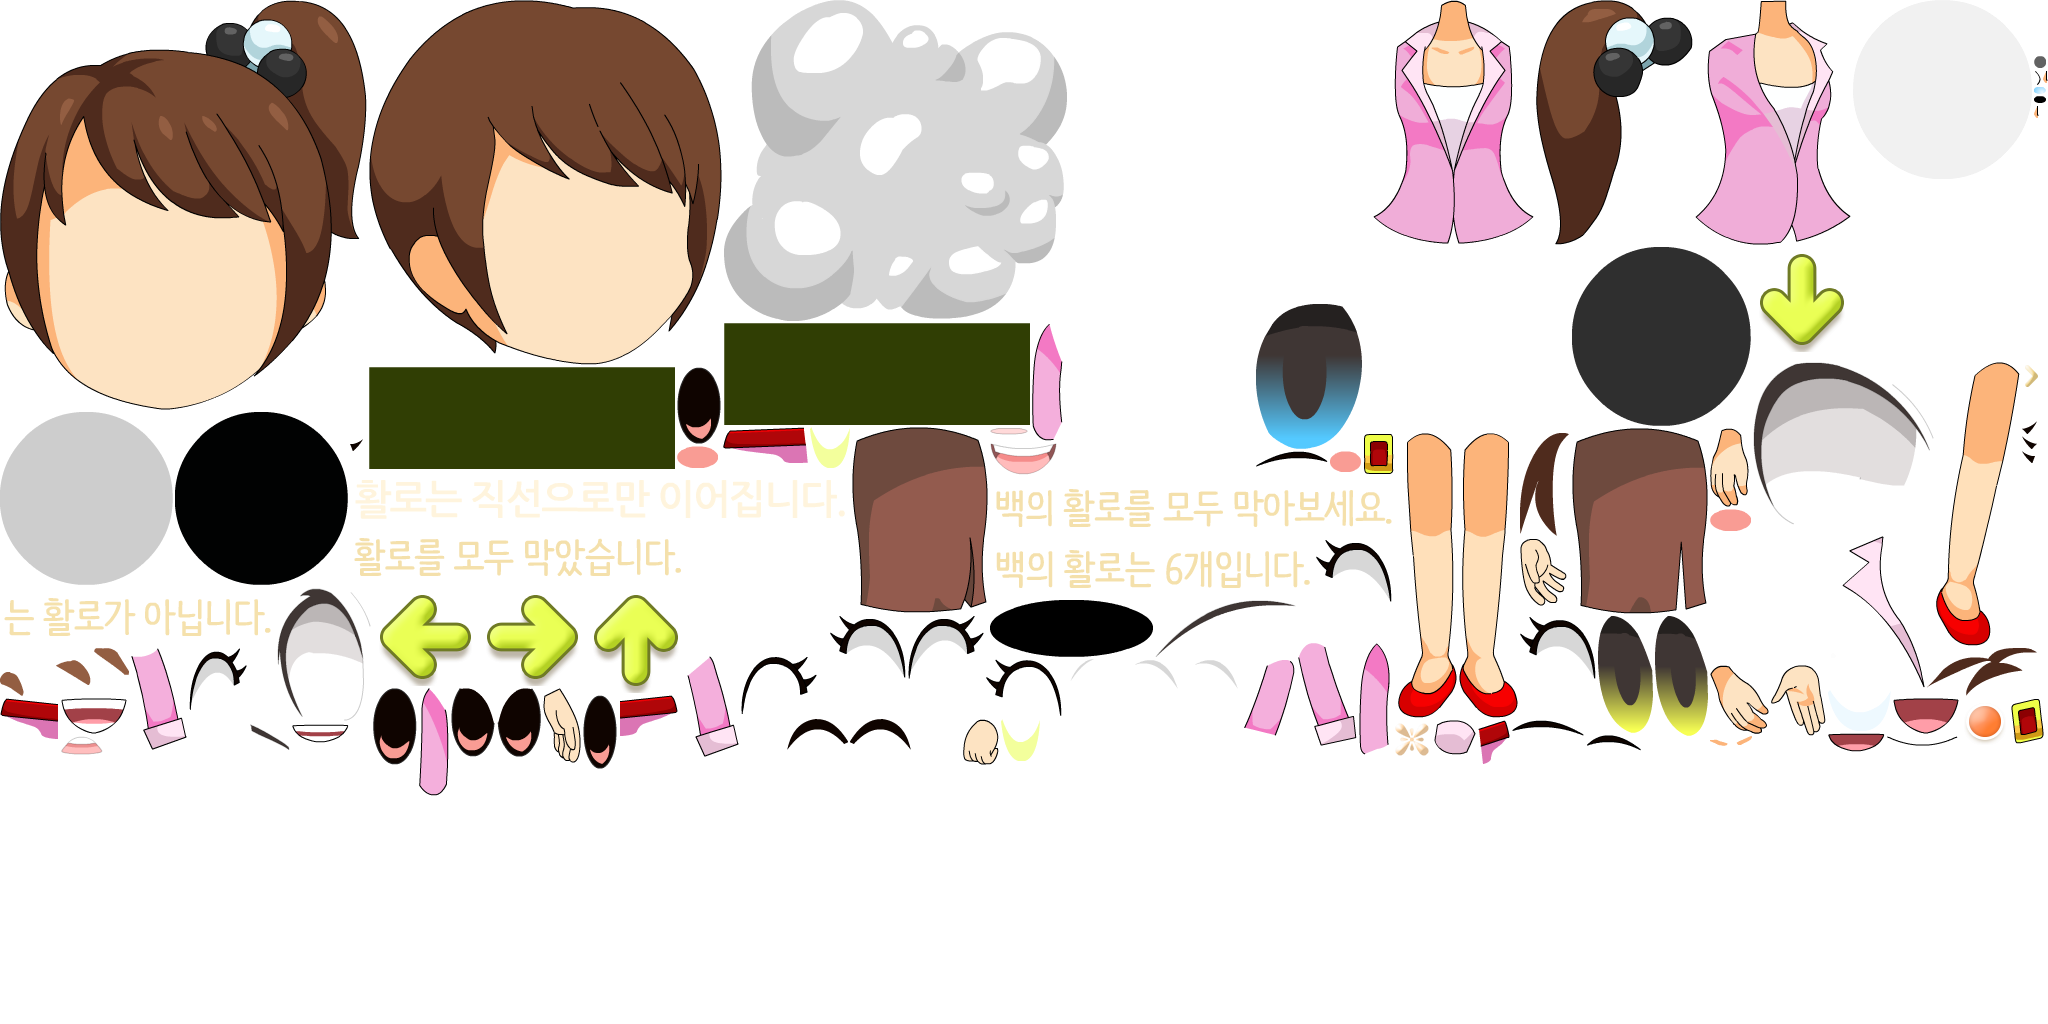 활로는 직선으로만 이어집니다.
백의 활로를 모두 막아보세요.
활로를 모두 막았습니다.
백의 활로는 6개입니다.
는 활로가 아닙니다.